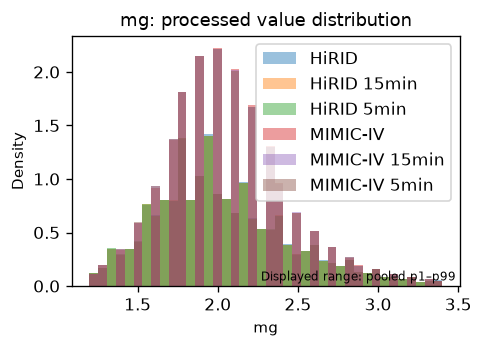 mg: processed value distribution
HiRID
HiRID 15min
HiRID 5min
MIMIC-IV
MIMIC-IV 15min
MIMIC-IV 5min
Density
2.0
1.5
1.0
0.5
0.0
Displayed range: pooled p1–p99
1.5
2.0
2.5
3.0
3.5
mg